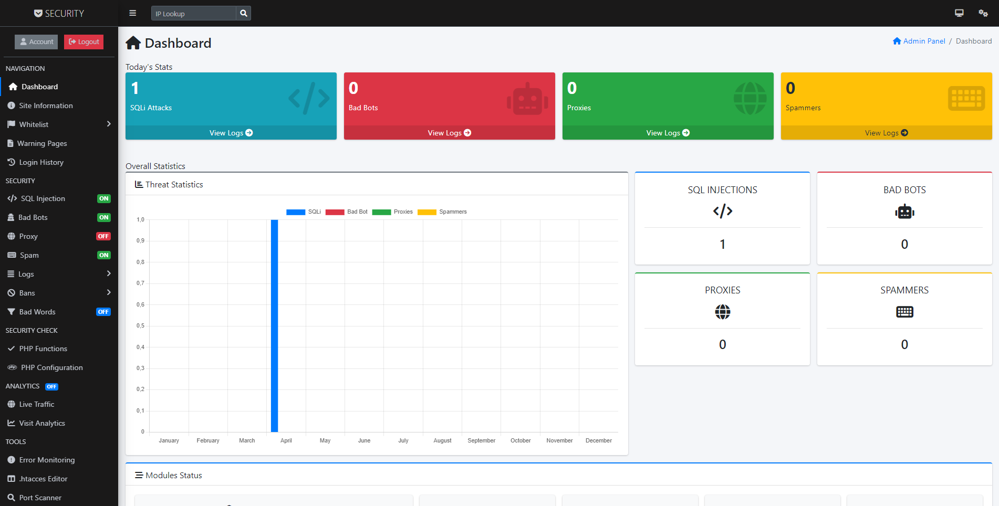 SECURITY
IP Lookup
Account
Logout
NAVIGATION
Dashboard
Site Information
Whitelist
Warning Pages
Login History
SECURITY
SQL Injection ON
Bad Bots ON
Proxy OFF
Spam ON
Logs
Bans
Bad Words OFF
SECURITY CHECK
PHP Functions
PHP Configuration
ANALYTICS OFF
Live Traffic
Visit Analytics
TOOLS
Error Monitoring
.htacces Editor
Port Scanner
Dashboard
Admin Panel / Dashboard
Today's Stats
1
SQLi Attacks
View Logs
0
Bad Bots
View Logs
0
Proxies
View Logs
0
Spammers
View Logs
Overall Statistics
Threat Statistics
SQLi Bad Bot Proxies Spammers
1,0
0,9
0,8
0,7
0,6
0,5
0,4
0,3
0,2
0,1
0
January February March April May June July August September October November December
SQL INJECTIONS
1
BAD BOTS
0
PROXIES
0
SPAMMERS
0
Modules Status